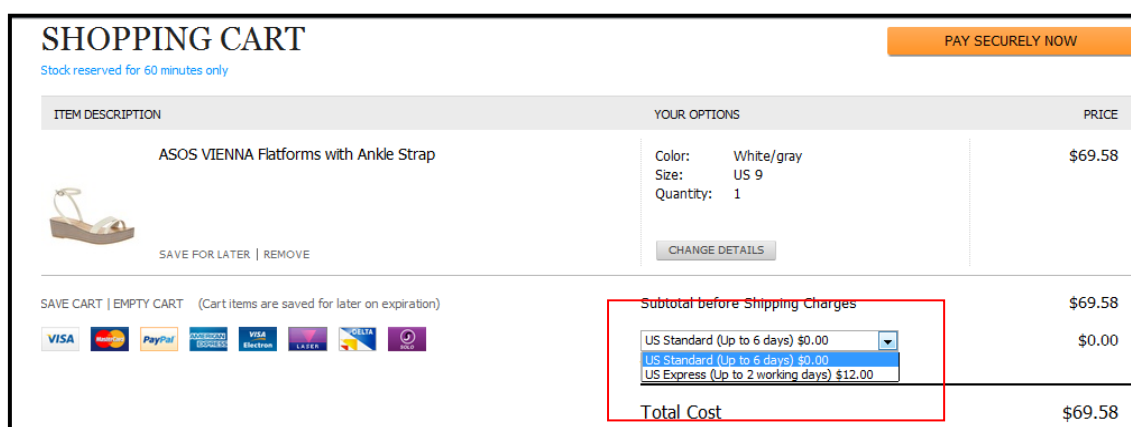 SHOPPING CART
PAY SECURELY NOW
Stock reserved for 60 minutes only
ITEM DESCRIPTION YOUR OPTIONS PRICE
ASOS VIENNA Flatforms with Ankle Strap
Color: White/gray $69.58
Size: US 9
Quantity: 1
CHANGE DETAILS
SAVE FOR LATER | REMOVE
SAVE CART | EMPTY CART (Cart items are saved for later on expiration)
Subtotal before Shipping Charges $69.58
VISA MasterCard PayPal AMERICAN EXPRESS VISA Electron LASER DELTA SOLO
US Standard (Up to 6 days) $0.00 $0.00
US Standard (Up to 6 days) $0.00
US Express (Up to 2 working days) $12.00
Total Cost $69.58